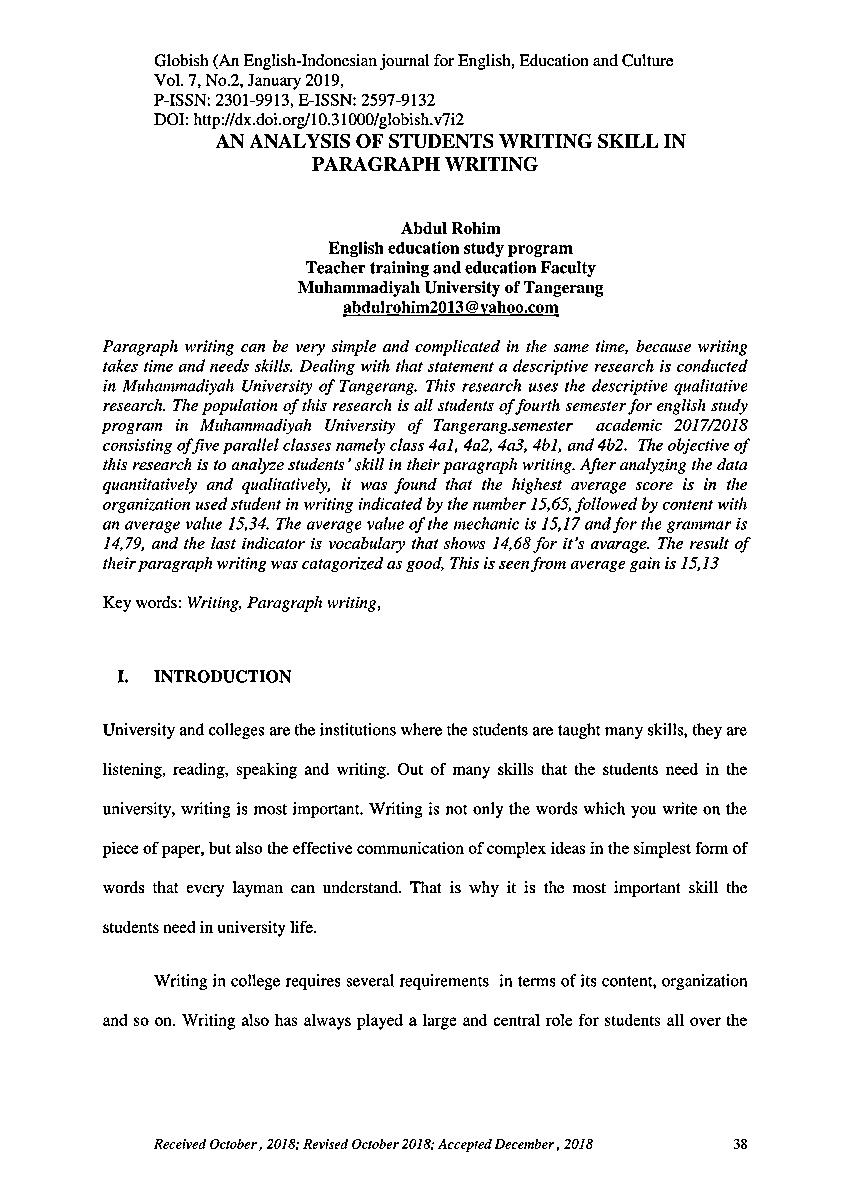 Globish (An English-Indonesian journal for English, Education and Culture
Vol. 7, No.2, January 2019,
P-ISSN: 2301-9913, E-ISSN: 2597-9132
DOI: http://dx.doi.org/10.31000/globish.v7i2
AN ANALYSIS OF STUDENTS WRITING SKILL IN
PARAGRAPH WRITING
Abdul Rohim
English education study program
Teacher training and education Faculty
Muhammadiyah University of Tangerang
abdulrohim2013@yahoo.com
Paragraph writing can be very simple and complicated in the same time, because writing
takes time and needs skills. Dealing with that statement a descriptive research is conducted
in Muhammadiyah University of Tangerang. This research uses the descriptive qualitative
research. The population of this research is all students of fourth semester for english study
program in Muhammadiyah University of Tangerang.semester academic 2017/2018
consisting of five parallel classes namely class 4a1, 4a2, 4a3, 4b1, and 4b2. The objective of
this research is to analyze students' skill in their paragraph writing. After analyzing the data
quantitatively and qualitatively, it was found that the highest average score is in the
organization used student in writing indicated by the number 15,65, followed by content with
an average value 15,34. The average value of the mechanic is 15,17 and for the grammar is
14,79, and the last indicator is vocabulary that shows 14,68 for it's avarage. The result of
their paragraph writing was catagorized as good, This is seen from average gain is 15,13
Key words: Writing, Paragraph writing,
I. INTRODUCTION
University and colleges are the institutions where the students are taught many skills, they are
listening, reading, speaking and writing. Out of many skills that the students need in the
university, writing is most important. Writing is not only the words which you write on the
piece of paper, but also the effective communication of complex ideas in the simplest form of
words that every layman can understand. That is why it is the most important skill the
students need in university life.
Writing in college requires several requirements in terms of its content, organization
and so on. Writing also has always played a large and central role for students all over the
Received October , 2018; Revised October 2018; Accepted December , 2018 38